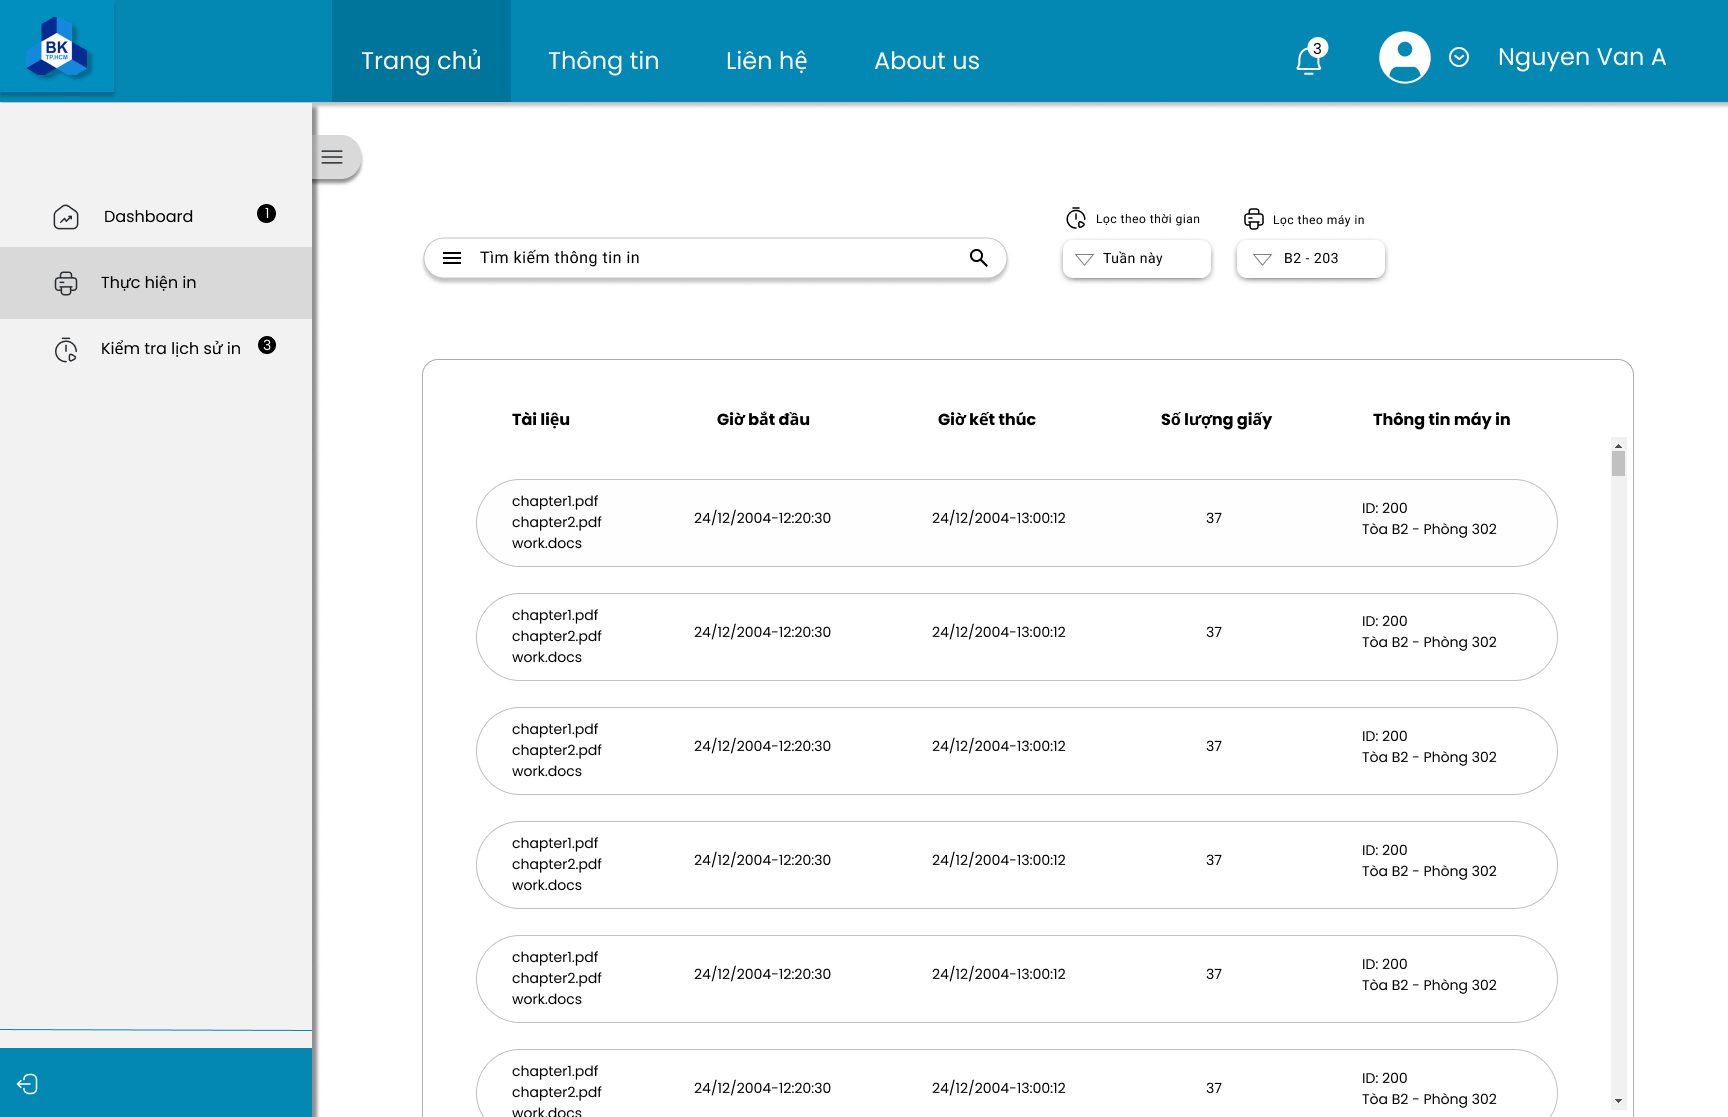 BK
TP.HCM
Trang chủ
Thông tin
Liên hệ
About us
3
Nguyen Van A
Dashboard
1
Thực hiện in
Kiểm tra lịch sử in
3
Tìm kiếm thông tin in
Lọc theo thời gian
Tuần này
Lọc theo máy in
B2 - 203
Tài liệu
Giờ bắt đầu
Giờ kết thúc
Số lượng giấy
Thông tin máy in
chapter1.pdf
chapter2.pdf
work.docs
24/12/2004-12:20:30
24/12/2004-13:00:12
37
ID: 200
Tòa B2 - Phòng 302
chapter1.pdf
chapter2.pdf
work.docs
24/12/2004-12:20:30
24/12/2004-13:00:12
37
ID: 200
Tòa B2 - Phòng 302
chapter1.pdf
chapter2.pdf
work.docs
24/12/2004-12:20:30
24/12/2004-13:00:12
37
ID: 200
Tòa B2 - Phòng 302
chapter1.pdf
chapter2.pdf
work.docs
24/12/2004-12:20:30
24/12/2004-13:00:12
37
ID: 200
Tòa B2 - Phòng 302
chapter1.pdf
chapter2.pdf
work.docs
24/12/2004-12:20:30
24/12/2004-13:00:12
37
ID: 200
Tòa B2 - Phòng 302
chapter1.pdf
chapter2.pdf
work.docs
24/12/2004-12:20:30
24/12/2004-13:00:12
37
ID: 200
Tòa B2 - Phòng 302